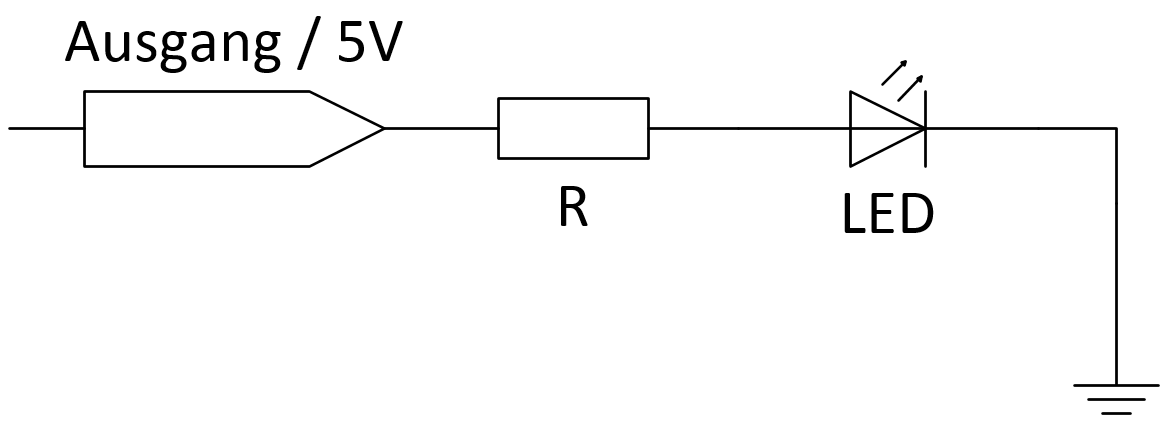 Ausgang / 5V
R
LED